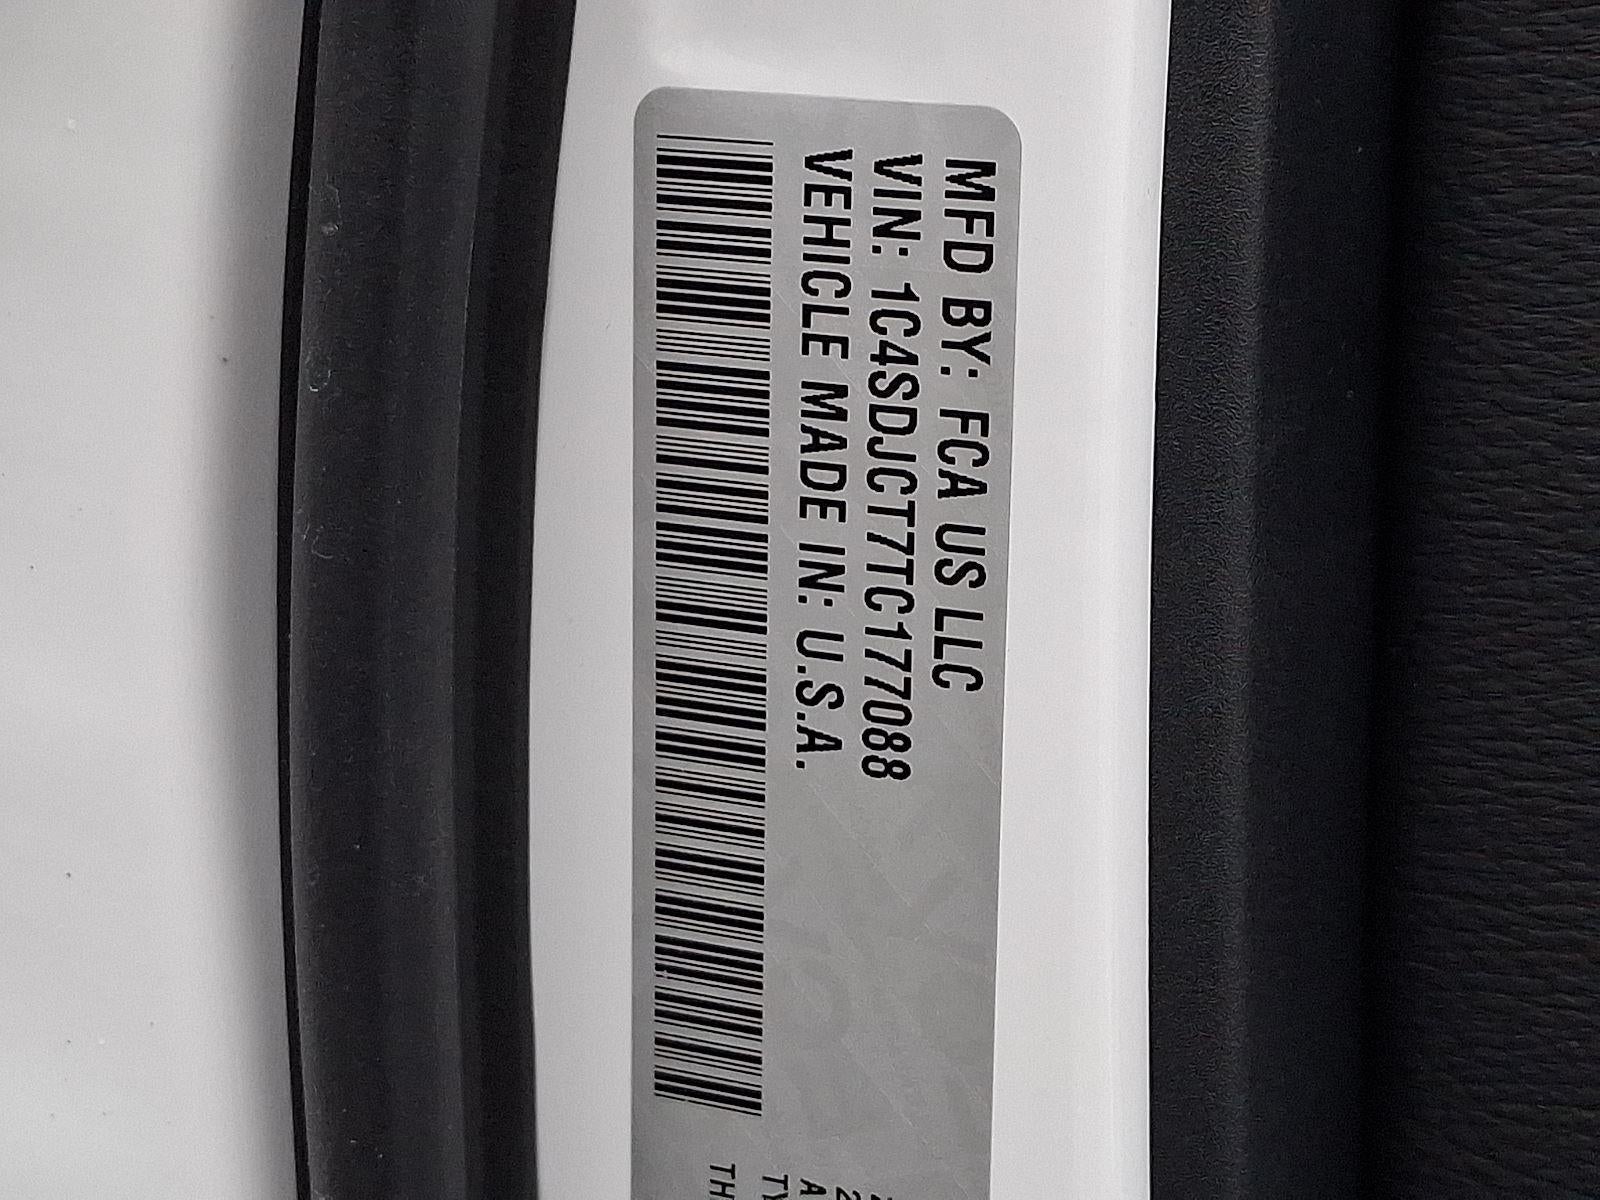 MFD BY: FCA US LLC
VIN: 1C4SDJCT7TC177088
VEHICLE MADE IN: U.S.A.